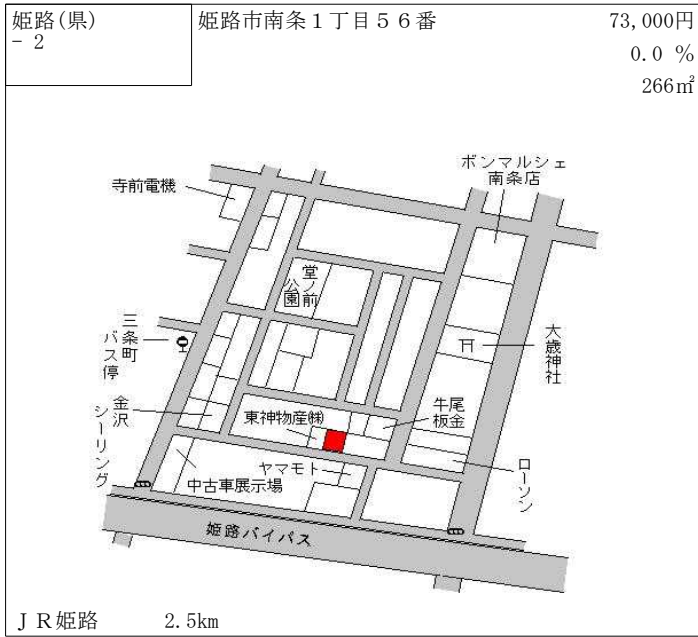 姫路(県)
－２
姫路市南条１丁目５６番
73,000円
0.0 %
266㎡
ボンマルシェ
南条店
寺前電機
堂ノ前
公園
三条町
バス停
大歳神社
金沢
シーリング
東神物産㈱
牛尾
板金
ヤマモト
中古車展示場
ローソン
姫路バイパス
ＪＲ姫路
2.5km